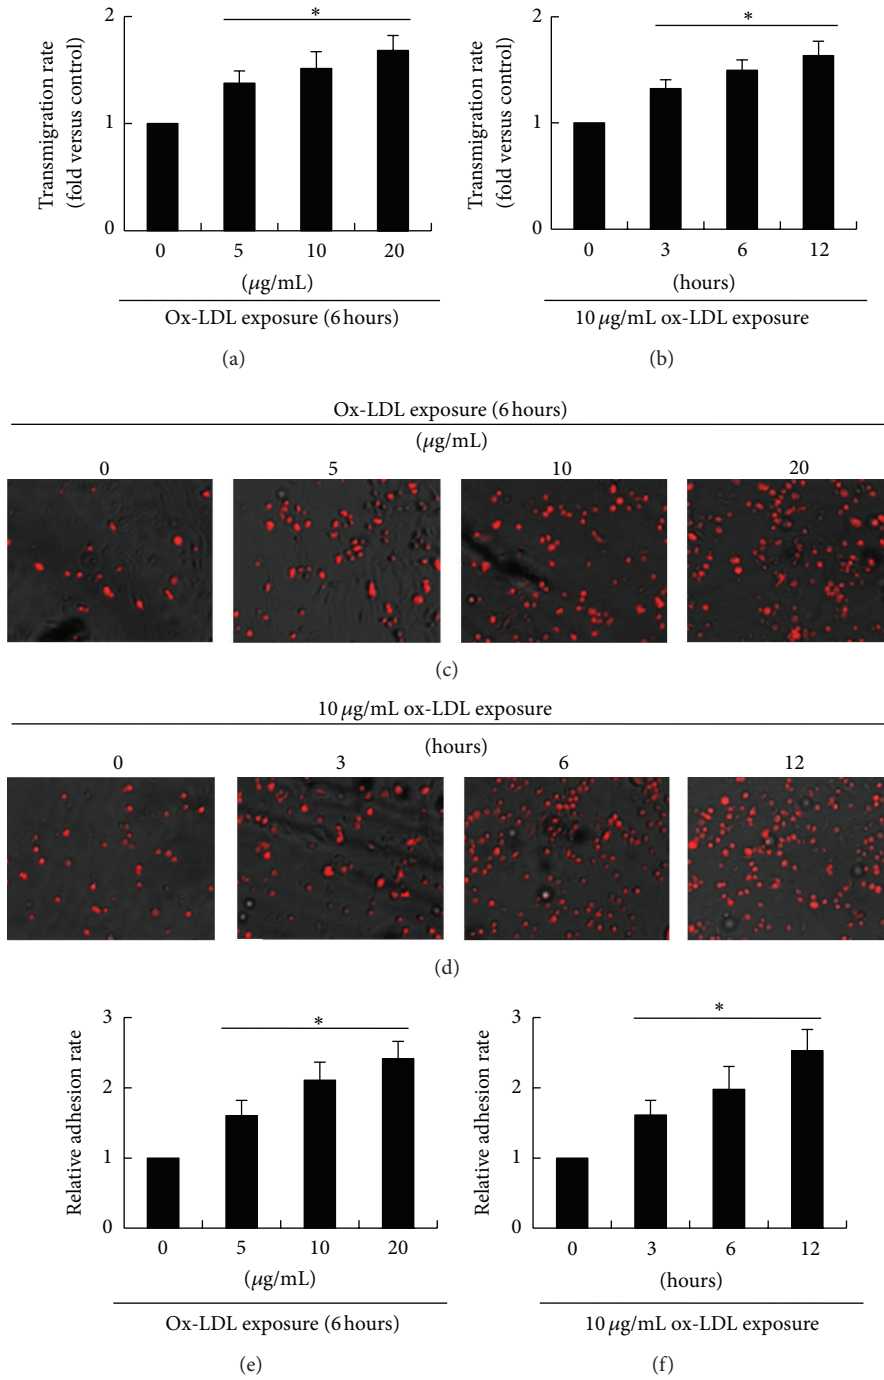 2
1
0
Transmigration rate
(fold versus control)
*
0
5
10
20
(μg/mL)
Ox-LDL exposure (6 hours)
(a)
2
1
0
Transmigration rate
(fold versus control)
*
0
3
6
12
(hours)
10 μg/mL ox-LDL exposure
(b)
Ox-LDL exposure (6 hours)
(μg/mL)
0
5
10
20
(c)
10 μg/mL ox-LDL exposure
(hours)
0
3
6
12
(d)
3
2
1
0
Relative adhesion rate
*
0
5
10
20
(μg/mL)
Ox-LDL exposure (6 hours)
(e)
3
2
1
0
Relative adhesion rate
*
0
3
6
12
(hours)
10 μg/mL ox-LDL exposure
(f)